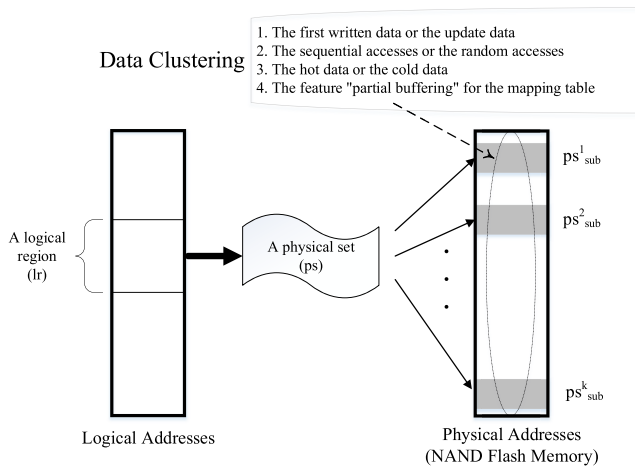 1. The first written data or the update data
2. The sequential accesses or the random accesses
3. The hot data or the cold data
4. The feature "partial buffering" for the mapping table
Data Clustering
ps¹sub
ps²sub
A logical
region
(lr)
A physical set
(ps)
psᵏsub
Logical Addresses
Physical Addresses
(NAND Flash Memory)